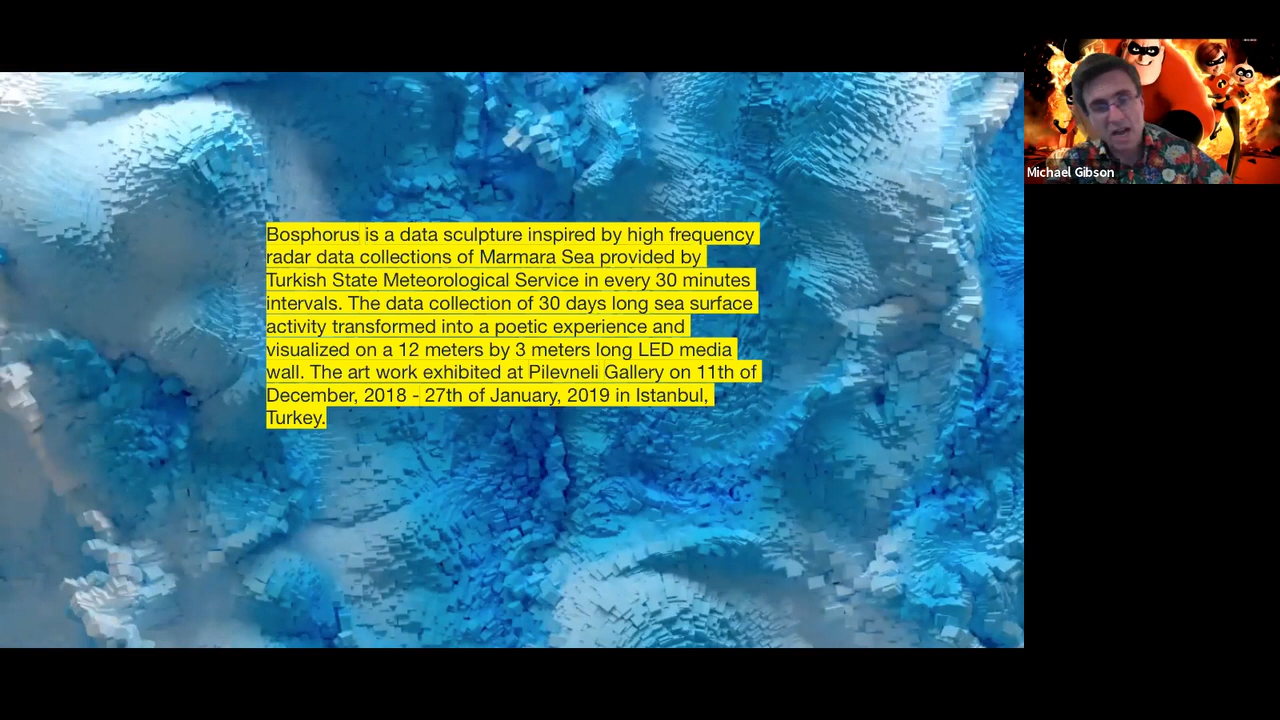 Bosphorus is a data sculpture inspired by high frequency
radar data collections of Marmara Sea provided by
Turkish State Meteorological Service in every 30 minutes
intervals. The data collection of 30 days long sea surface
activity transformed into a poetic experience and
visualized on a 12 meters by 3 meters long LED media
wall. The art work exhibited at Pilevneli Gallery on 11th of
December, 2018 - 27th of January, 2019 in Istanbul,
Turkey.
Michael Gibson